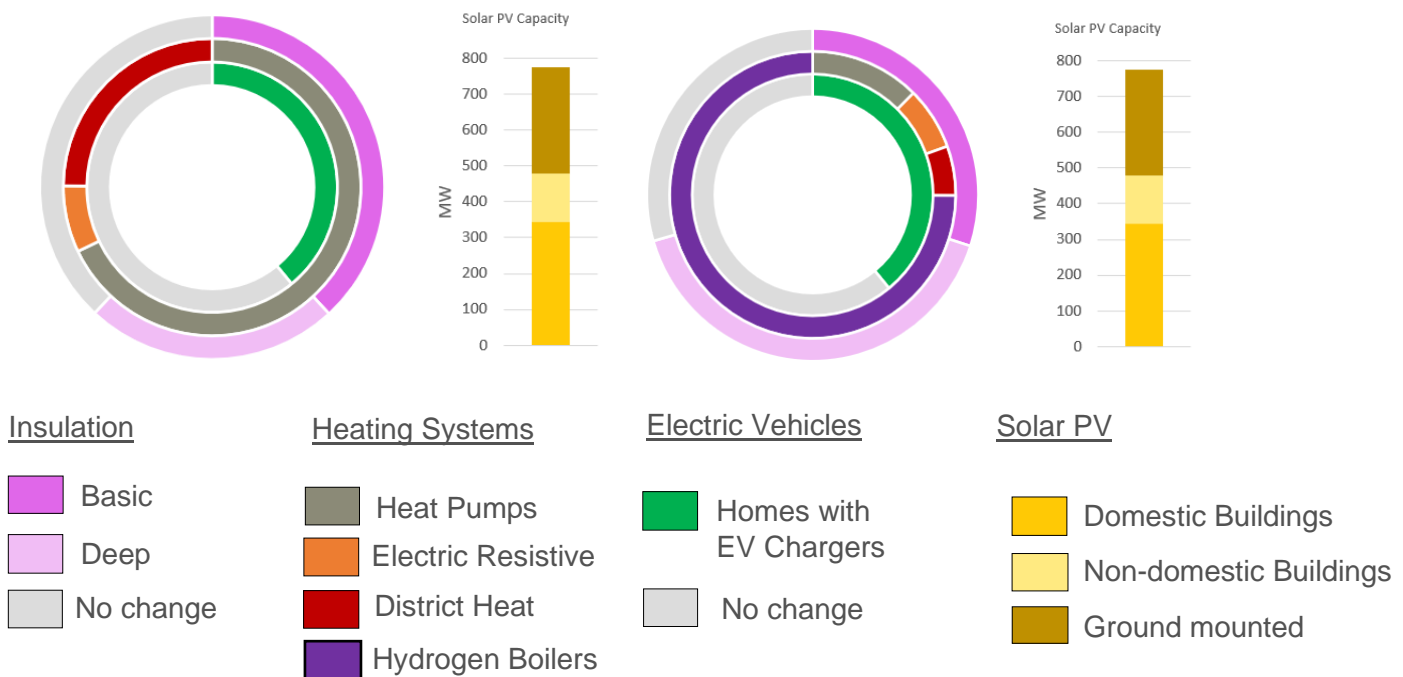 Solar PV Capacity
800
700
600
500
400
300
200
100
0
MW
Solar PV Capacity
800
700
600
500
400
300
200
100
0
MW
Insulation
Basic
Deep
No change
Heating Systems
Heat Pumps
Electric Resistive
District Heat
Hydrogen Boilers
Electric Vehicles
Homes with
EV Chargers
No change
Solar PV
Domestic Buildings
Non-domestic Buildings
Ground mounted